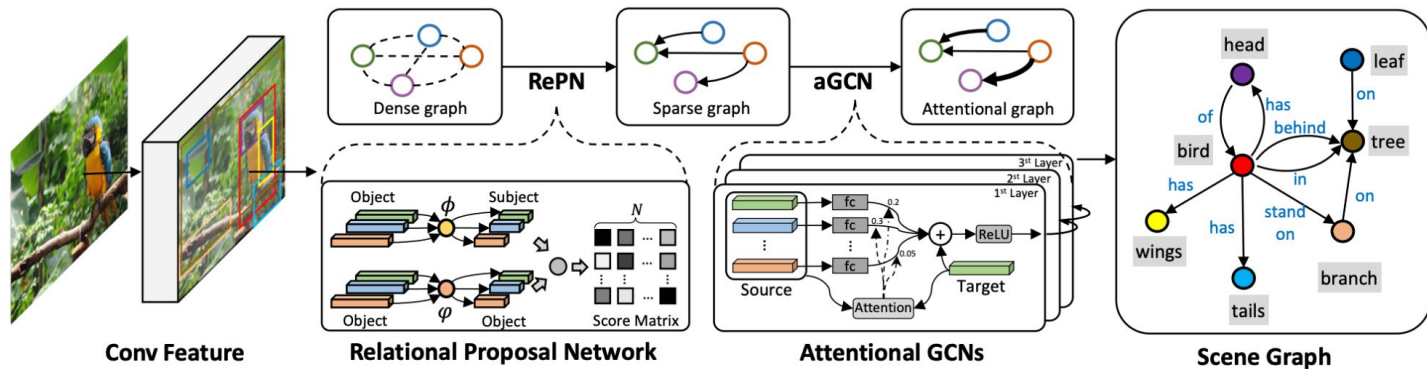 Dense graph
RePN
Sparse graph
aGCN
Attentional graph
Object
ϕ
Subject
Object
φ
Object
N
Score Matrix
3st Layer
2st Layer
1st Layer
fc
fc
fc
0.2
0.3
0.05
+
ReLU
Source
Attention
Target
head
leaf
of
has
on
behind
bird
tree
in
has
has
stand
on
on
wings
branch
tails
Conv Feature
Relational Proposal Network
Attentional GCNs
Scene Graph